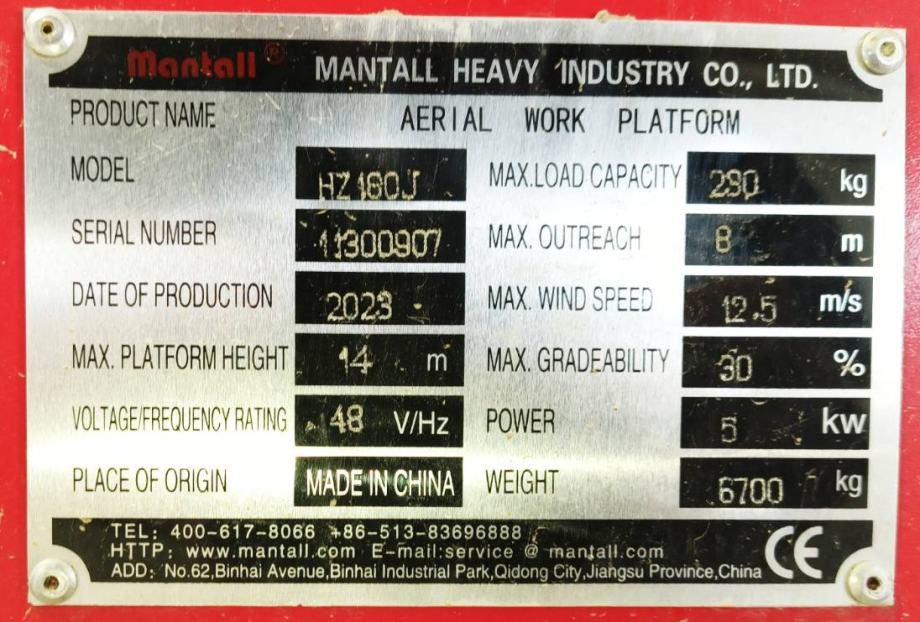 Mantall® MANTALL HEAVY INDUSTRY CO., LTD.
PRODUCT NAME AERIAL WORK PLATFORM
MODEL HZ160J MAX.LOAD CAPACITY 230 kg
SERIAL NUMBER 11300907 MAX. OUTREACH 8 m
DATE OF PRODUCTION 2023 MAX. WIND SPEED 12.5 m/s
MAX. PLATFORM HEIGHT 14 m MAX. GRADEABILITY 30 %
VOLTAGE/FREQUENCY RATING 48 V/Hz POWER 5 kw
PLACE OF ORIGIN MADE IN CHINA WEIGHT 6700 kg
TEL: 400-617-8066 +86-513-83696888
HTTP: www.mantall.com E-mail:service @ mantall.com
ADD: No.62,Binhai Avenue,Binhai Industrial Park,Qidong City,Jiangsu Province,China CE